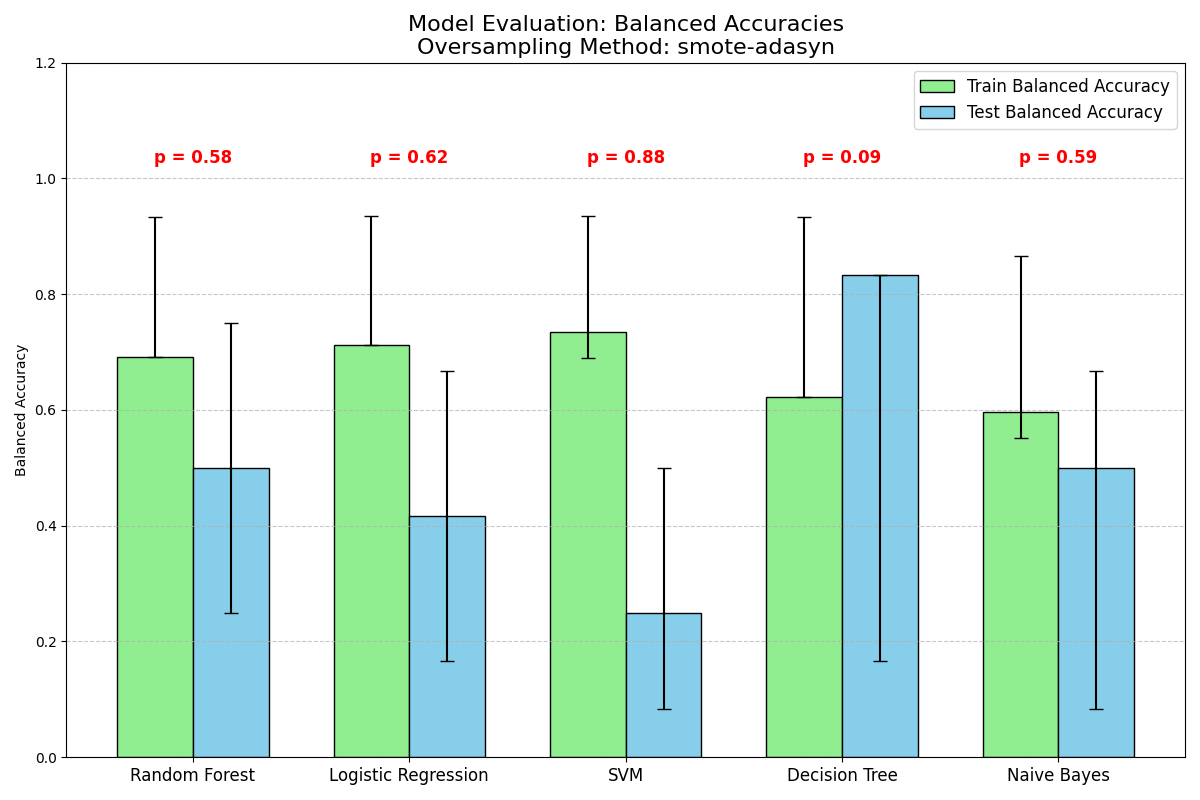 Model Evaluation: Balanced Accuracies
Oversampling Method: smote-adasyn
Train Balanced Accuracy
Test Balanced Accuracy
p = 0.58
p = 0.62
p = 0.88
p = 0.09
p = 0.59
Balanced Accuracy
1.2
1.0
0.8
0.6
0.4
0.2
0.0
Random Forest
Logistic Regression
SVM
Decision Tree
Naive Bayes